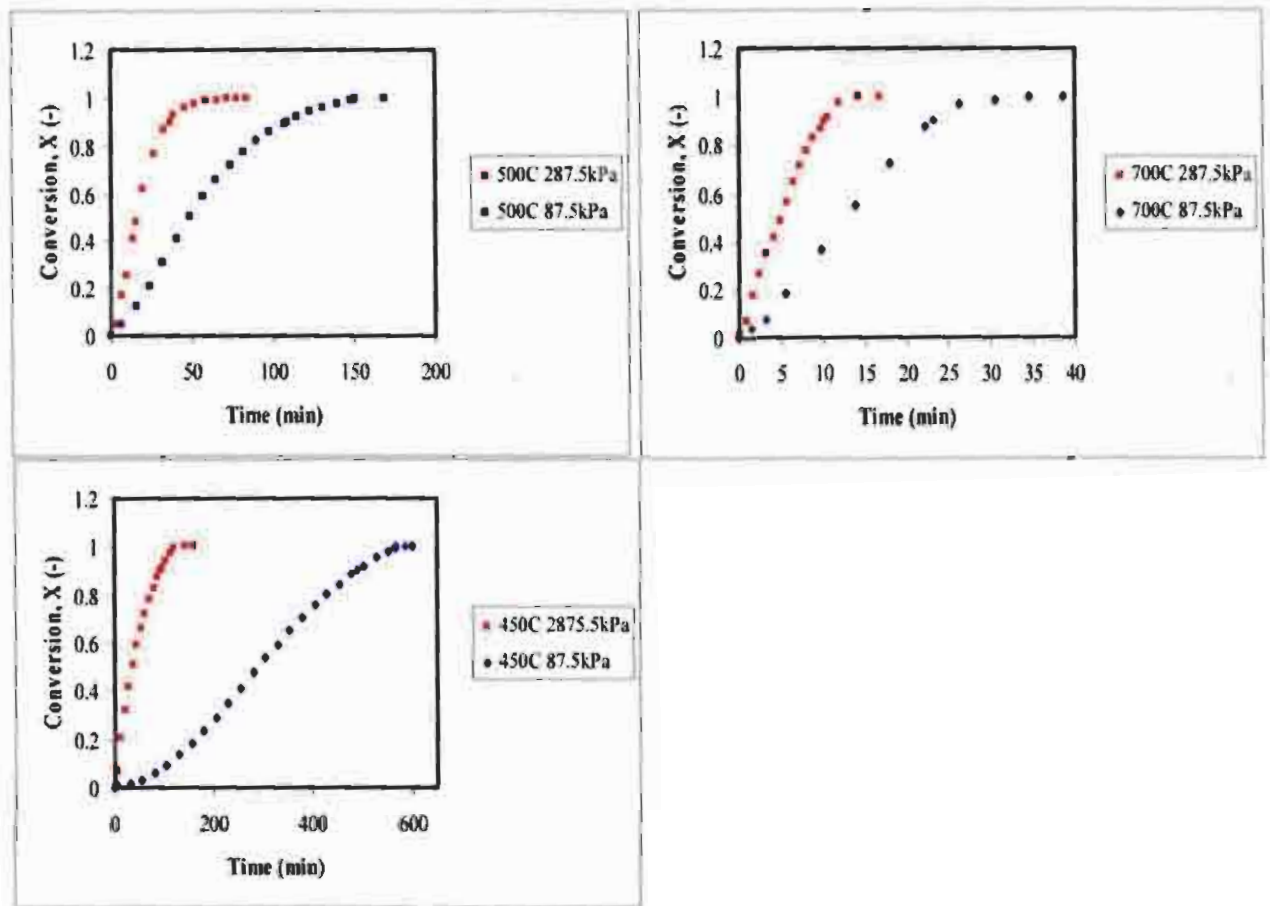 1.2
1
0.8
0.6
0.4
0.2
0
0 50 100 150 200
Conversion, X (-)
Time (min)
500C 287.5kPa
500C 87.5kPa
1.2
1
0.8
0.6
0.4
0.2
0
0 5 10 15 20 25 30 35 40
Conversion, X (-)
Time (min)
700C 287.5kPa
700C 87.5kPa
1.2
1
0.8
0.6
0.4
0.2
0
0 200 400 600
Conversion, X (-)
Time (min)
450C 2875.5kPa
450C 87.5kPa